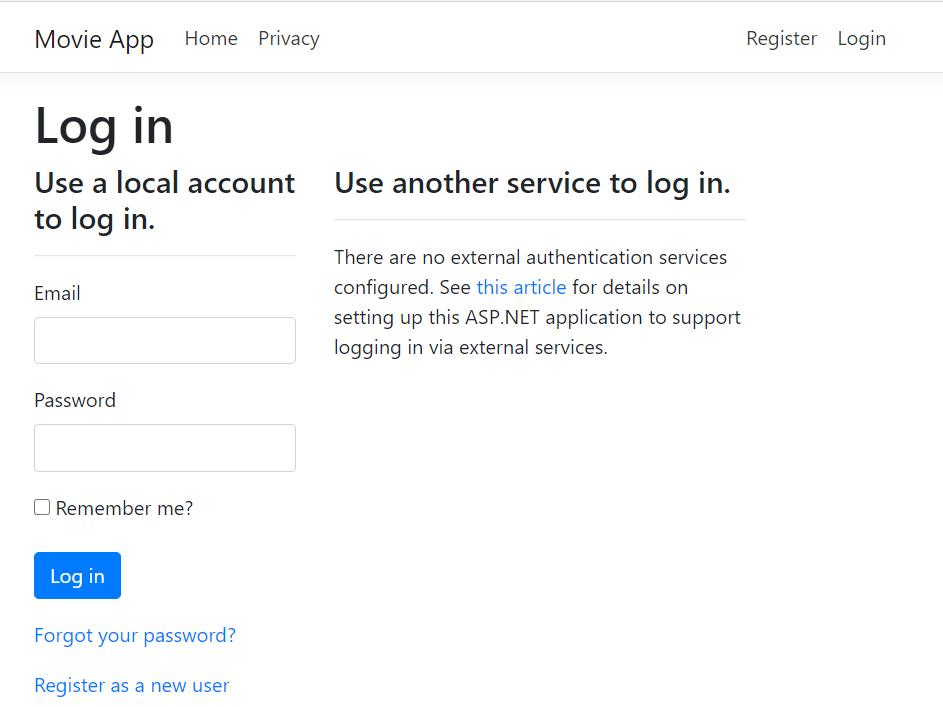 Movie App Home Privacy Register Login
Log in
Use a local account
to log in.
Email
Password
Remember me?
Log in
Forgot your password?
Register as a new user
Use another service to log in.
There are no external authentication services
configured. See this article for details on
setting up this ASP.NET application to support
logging in via external services.